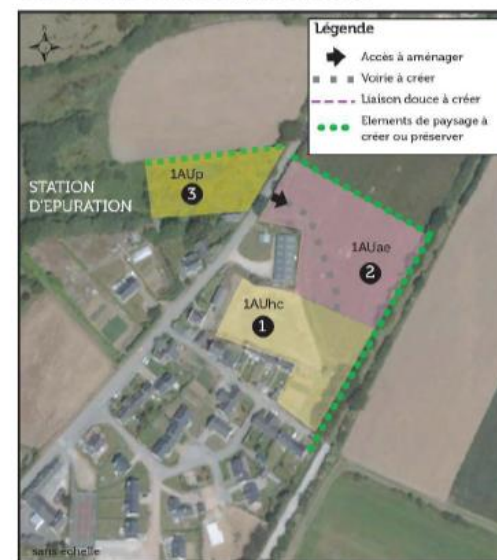 Légende
Accès à aménager
Voirie à créer
Liaison douce à créer
Elements de paysage à
créer ou préserver
N
1AUp
3
STATION
D'EPURATION
1AUae
2
1AUhc
1
sans échelle